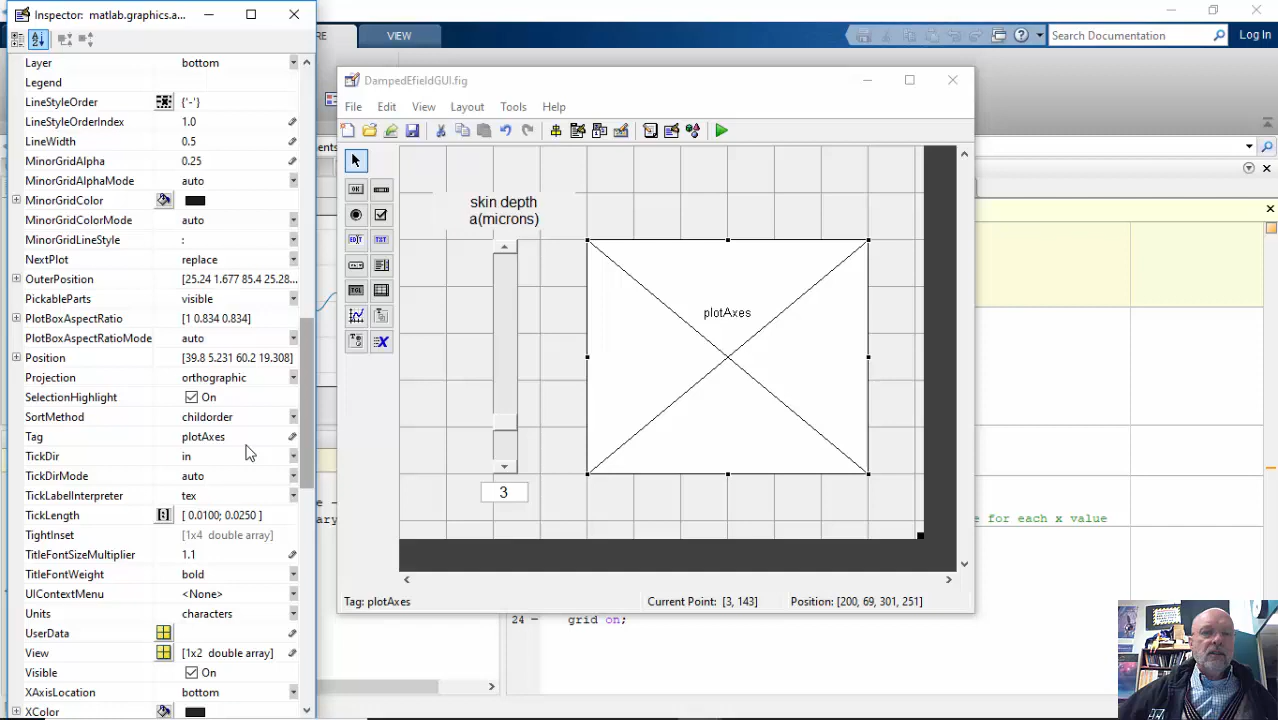 Inspector: matlab.graphics.a...
RE
VIEW
Search Documentation
Log In
Layer bottom
Legend
LineStyleOrder {'-'}
LineStyleOrderIndex 1.0
LineWidth 0.5
MinorGridAlpha 0.25
MinorGridAlphaMode auto
MinorGridColor
MinorGridColorMode auto
MinorGridLineStyle :
NextPlot replace
OuterPosition [25.24 1.677 85.4 25.28...
PickableParts visible
PlotBoxAspectRatio [1 0.834 0.834]
PlotBoxAspectRatioMode auto
Position [39.8 5.231 60.2 19.308]
Projection orthographic
SelectionHighlight On
SortMethod childorder
Tag plotAxes
TickDir in
TickDirMode auto
TickLabelInterpreter tex
TickLength [ 0.0100; 0.0250 ]
TightInset [1x4 double array]
TitleFontSizeMultiplier 1.1
TitleFontWeight bold
UIContextMenu <None>
Units characters
UserData
View [1x2 double array]
Visible On
XAxisLocation bottom
XColor
DampedEfieldGUI.fig
File Edit View Layout Tools Help
skin depth
a(microns)
plotAxes
3
Tag: plotAxes Current Point: [3, 143] Position: [200, 69, 301, 251]
e for each x value
24 – grid on;